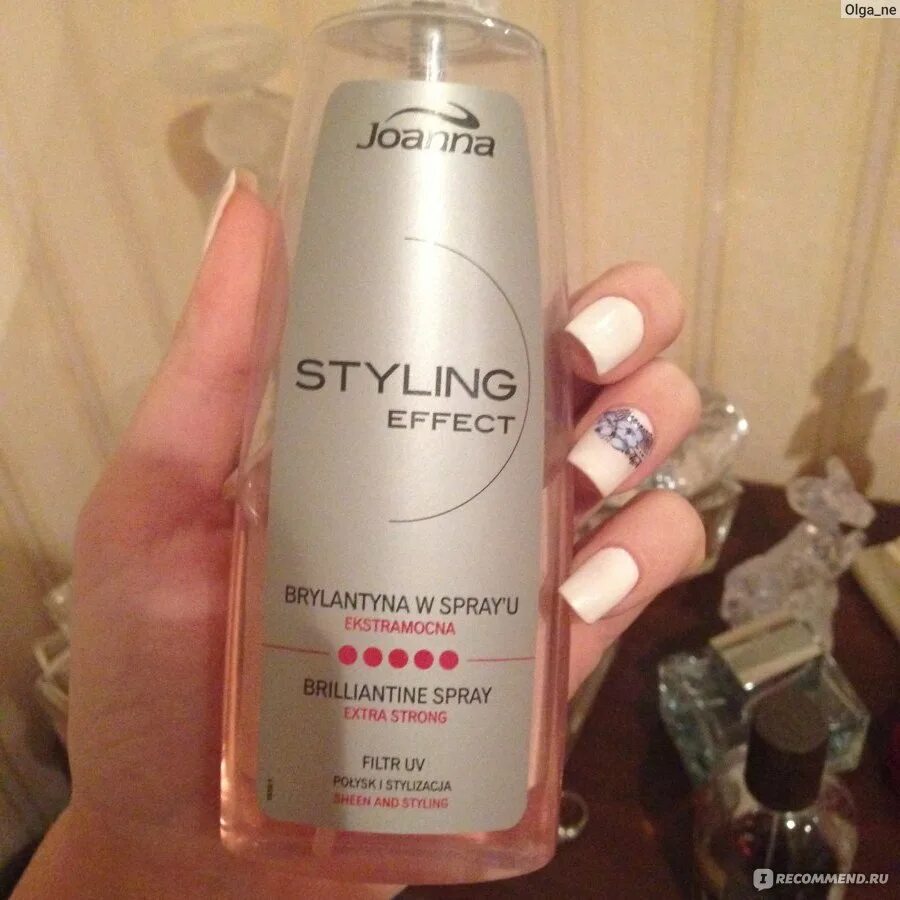 Olga_ne
Joanna
STYLING
EFFECT
BRYLANTYNA W SPRAY'U
EKSTRAMOCNA
BRILLIANTINE SPRAY
EXTRA STRONG
FILTR UV
POŁYSK I STYLIZACJA
SHEEN AND STYLING
IRECOMMEND.RU